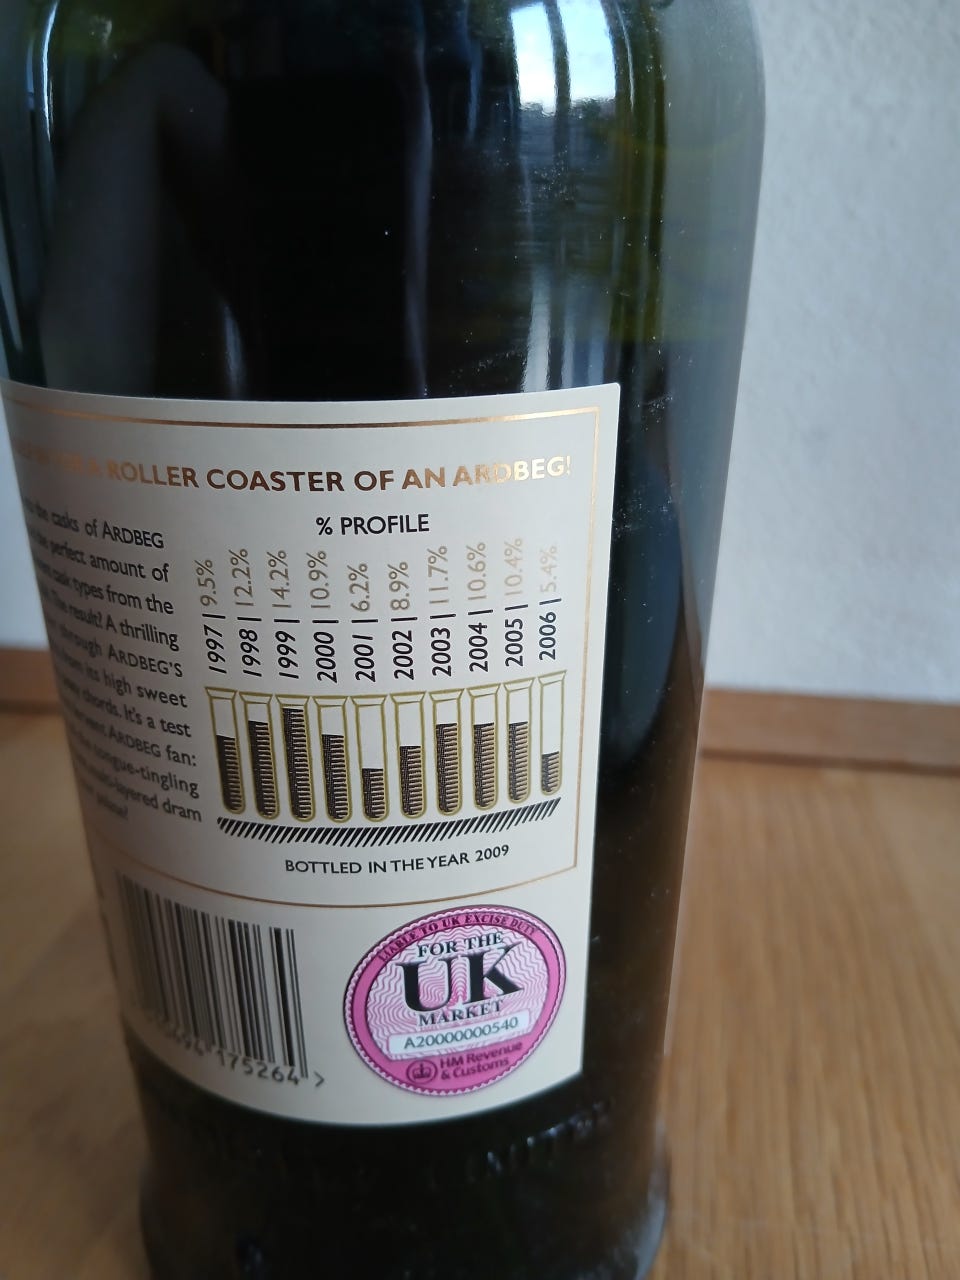 ROLLER COASTER OF AN ARDBEG!
the casks of ARDBEG
perfect amount of
cask types from the
The result? A thrilling
through ARDBEG'S
from its high sweet
chords. It's a test
ARDBEG fan:
tongue-tingling
multi-layered dram
% PROFILE
1997 | 9.5%
1998 | 12.2%
1999 | 14.2%
2000 | 10.9%
2001 | 6.2%
2002 | 8.9%
2003 | 11.7%
2004 | 10.6%
2005 | 10.4%
2006 | 5.4%
BOTTLED IN THE YEAR 2009
175264 >
LIABLE TO UK EXCISE DUTY
FOR THE
UK
MARKET
A20000000540
HM Revenue
& Customs